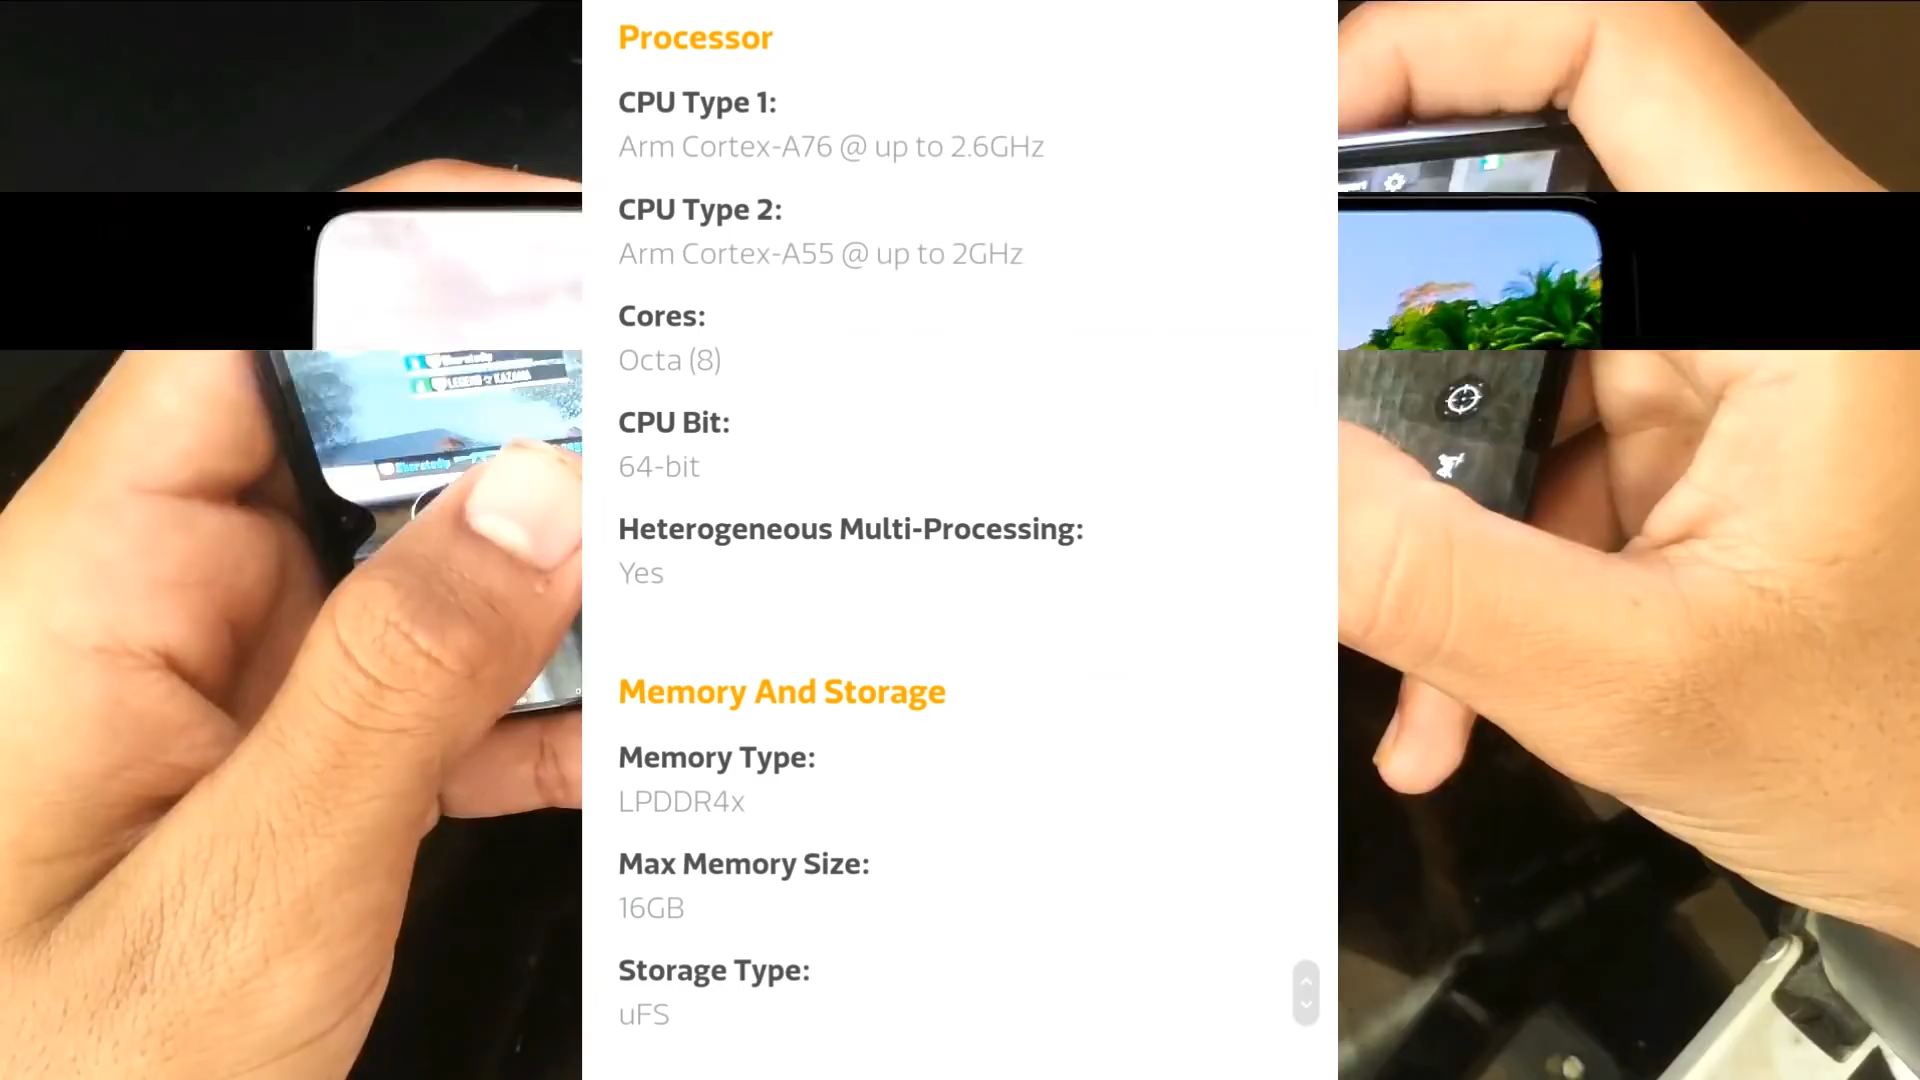 Processor
CPU Type 1:
Arm Cortex-A76 @ up to 2.6GHz
CPU Type 2:
Arm Cortex-A55 @ up to 2GHz
Cores:
Octa (8)
CPU Bit:
64-bit
Heterogeneous Multi-Processing:
Yes
Memory And Storage
Memory Type:
LPDDR4x
Max Memory Size:
16GB
Storage Type:
uFS